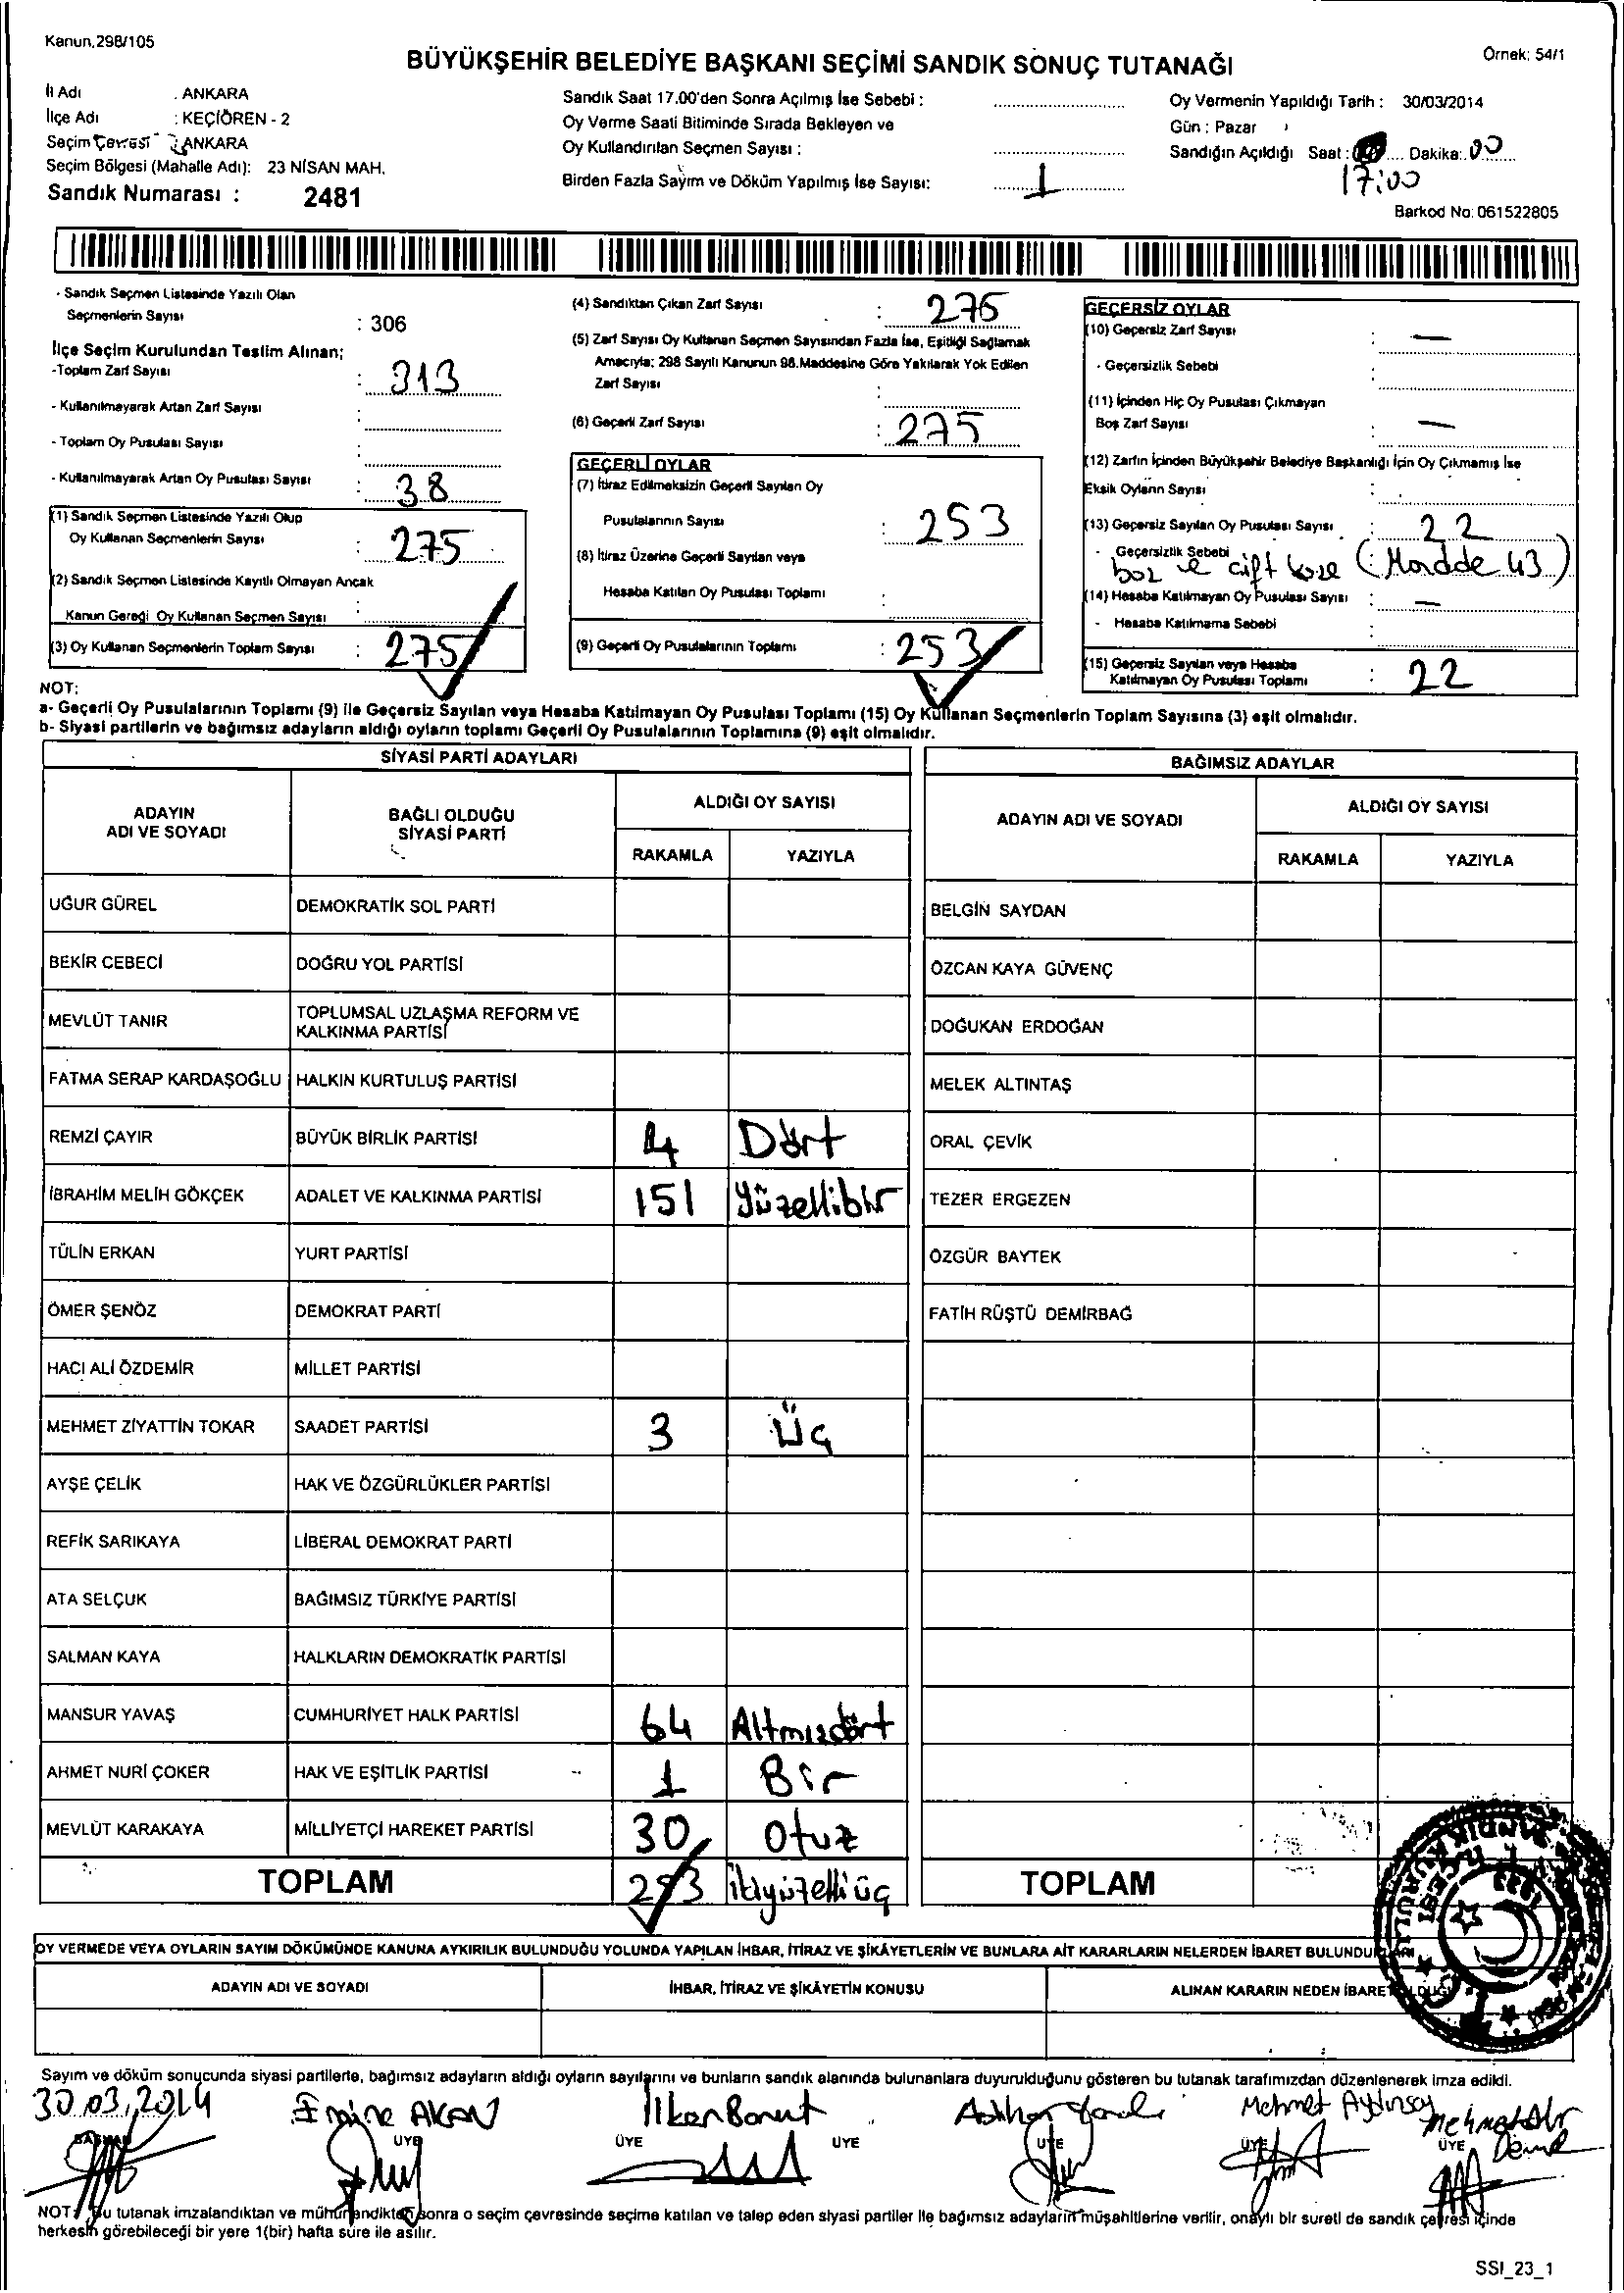 Kanun.298/105
BÜYÜKŞEHİR BELEDİYE BAŞKANI SEÇİMİ SANDIK SONUÇ TUTANAĞI
Örnek: 54/1
İl Adı : ANKARA
İlçe Adı : KEÇİÖREN - 2
Seçim Çevresi : ANKARA
Seçim Bölgesi (Mahalle Adı): 23 NİSAN MAH.
Sandık Numarası : 2481
Sandık Saat 17.00'den Sonra Açılmış İse Sebebi :
Oy Verme Saati Bitiminde Sırada Bekleyen ve
Oy Kullandırılan Seçmen Sayısı :
Birden Fazla Sayım ve Döküm Yapılmış İse Sayısı: 1
Oy Vermenin Yapıldığı Tarih : 30/03/2014
Gün : Pazar
Sandığın Açıldığı Saat : Dakika: 00
17:00
Barkod No: 061522805
- Sandık Seçmen Listesinde Yazılı Olan
Seçmenlerin Sayısı : 306
İlçe Seçim Kurulundan Teslim Alınan;
-Toplam Zarf Sayısı : 313
- Kullanılmayarak Artan Zarf Sayısı :
- Toplam Oy Pusulası Sayısı :
- Kullanılmayarak Artan Oy Pusulası Sayısı : 38
(1) Sandık Seçmen Listesinde Yazılı Olup
Oy Kullanan Seçmenlerin Sayısı : 275
(2) Sandık Seçmen Listesinde Kayıtlı Olmayan Ancak
Kanun Gereği Oy Kullanan Seçmen Sayısı :
(3) Oy Kullanan Seçmenlerin Toplam Sayısı : 275
(4) Sandıktan Çıkan Zarf Sayısı : 275
(5) Zarf Sayısı Oy Kullanan Seçmen Sayısından Fazla İse, Eşitliği Sağlamak
Amacıyla; 298 Sayılı Kanunun 98.Maddesine Göre Yakılarak Yok Edilen
Zarf Sayısı :
(6) Geçerli Zarf Sayısı : 275
GEÇERLİ OYLAR
(7) İtiraz Edilmeksizin Geçerli Sayılan Oy
Pusulalarının Sayısı : 253
(8) İtiraz Üzerine Geçerli Sayılan veya
Hesaba Katılan Oy Pusulası Toplamı :
(9) Geçerli Oy Pusulalarının Toplamı : 253
GEÇERSİZ OYLAR
(10) Geçersiz Zarf Sayısı : —
- Geçersizlik Sebebi :
(11) İçinden Hiç Oy Pusulası Çıkmayan
Boş Zarf Sayısı : —
(12) Zarfın İçinden Büyükşehir Belediye Başkanlığı İçin Oy Çıkmamış İse
Eksik Oyların Sayısı :
(13) Geçersiz Sayılan Oy Pusulası Sayısı : 22
- Geçersizlik Sebebi
boz ve çift kaze (Madde 43)
(14) Hesaba Katılmayan Oy Pusulası Sayısı : —
- Hesaba Katılmama Sebebi :
(15) Geçersiz Sayılan veya Hesaba
Katılmayan Oy Pusulası Toplamı : 22
NOT:
a- Geçerli Oy Pusulalarının Toplamı (9) ile Geçersiz Sayılan veya Hesaba Katılmayan Oy Pusulası Toplamı (15) Oy Kullanan Seçmenlerin Toplam Sayısına (3) eşit olmalıdır.
b- Siyasi partilerin ve bağımsız adayların aldığı oyların toplamı Geçerli Oy Pusulalarının Toplamına (9) eşit olmalıdır.
SİYASİ PARTİ ADAYLARI
ADAYIN ADI VE SOYADI
BAĞLI OLDUĞU SİYASİ PARTİ
ALDIĞI OY SAYISI
RAKAMLA YAZIYLA
UĞUR GÜREL DEMOKRATİK SOL PARTİ
BEKİR CEBECİ DOĞRU YOL PARTİSİ
MEVLÜT TANIR TOPLUMSAL UZLAŞMA REFORM VE
KALKINMA PARTİSİ
FATMA SERAP KARDAŞOĞLU HALKIN KURTULUŞ PARTİSİ
REMZİ ÇAYIR BÜYÜK BİRLİK PARTİSİ 4 Dört
İBRAHİM MELİH GÖKÇEK ADALET VE KALKINMA PARTİSİ 151 Yüzellibir
TÜLİN ERKAN YURT PARTİSİ
ÖMER ŞENÖZ DEMOKRAT PARTİ
HACI ALİ ÖZDEMİR MİLLET PARTİSİ
MEHMET ZİYATTİN TOKAR SAADET PARTİSİ 3 Üç
AYŞE ÇELİK HAK VE ÖZGÜRLÜKLER PARTİSİ
REFİK SARIKAYA LİBERAL DEMOKRAT PARTİ
ATA SELÇUK BAĞIMSIZ TÜRKİYE PARTİSİ
SALMAN KAYA HALKLARIN DEMOKRATİK PARTİSİ
MANSUR YAVAŞ CUMHURİYET HALK PARTİSİ 64 Altmışdört
AHMET NURİ ÇOKER HAK VE EŞİTLİK PARTİSİ 1 Bir
MEVLÜT KARAKAYA MİLLİYETÇİ HAREKET PARTİSİ 30 Otuz
TOPLAM 253 ikiyüzelliüç
BAĞIMSIZ ADAYLAR
ADAYIN ADI VE SOYADI
ALDIĞI OY SAYISI
RAKAMLA YAZIYLA
BELGİN SAYDAN
ÖZCAN KAYA GÜVENÇ
DOĞUKAN ERDOĞAN
MELEK ALTINTAŞ
ORAL ÇEVİK
TEZER ERGEZEN
ÖZGÜR BAYTEK
FATİH RÜŞTÜ DEMİRBAĞ
TOPLAM
OY VERMEDE VEYA OYLARIN SAYIM DÖKÜMÜNDE KANUNA AYKIRILIK BULUNDUĞU YOLUNDA YAPILAN İHBAR, İTİRAZ VE ŞİKÂYETLERİN VE BUNLARA AİT KARARLARIN NELERDEN İBARET BULUNDUKLARI
ADAYIN ADI VE SOYADI
İHBAR, İTİRAZ VE ŞİKÂYETİN KONUSU
ALINAN KARARIN NEDEN İBARET OLDUĞU
Sayım ve döküm sonucunda siyasi partilerle, bağımsız adayların aldığı oyların sayılarını ve bunların sandık alanında bulunanlara duyurulduğunu gösteren bu tutanak tarafımızdan düzenlenerek imza edildi.
30.03.2014 Emine AKAN İlker Bonut Mehmet Aydınsoy
BAŞKAN ÜYE ÜYE ÜYE ÜYE ÜYE ÜYE
NOT: Bu tutanak imzalandıktan ve mühürlendikten sonra o seçim çevresinde seçime katılan ve talep eden siyasi partiler ile bağımsız adayların müşahitlerine verilir, onaylı bir sureti de sandık çevresi içinde
herkesin görebileceği bir yere 1(bir) hafta süre ile asılır.
SSI_23_1